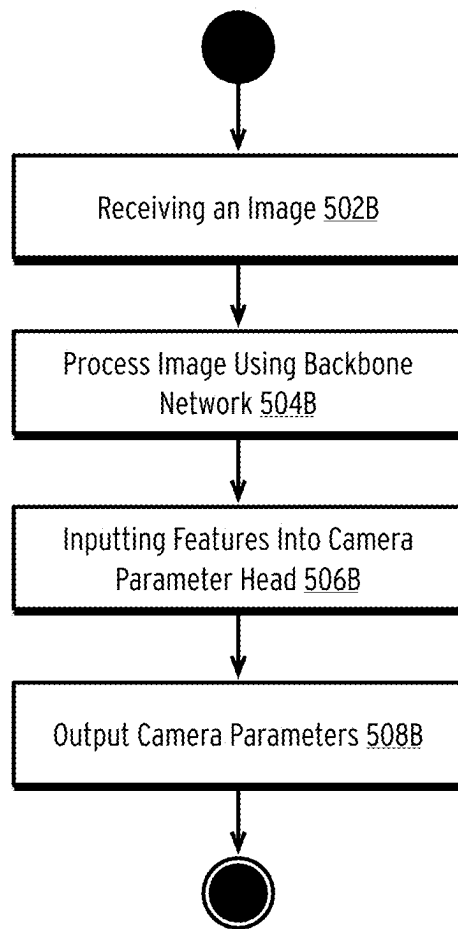 Receiving an Image 502B
Process Image Using Backbone
Network 504B
Inputting Features Into Camera
Parameter Head 506B
Output Camera Parameters 508B